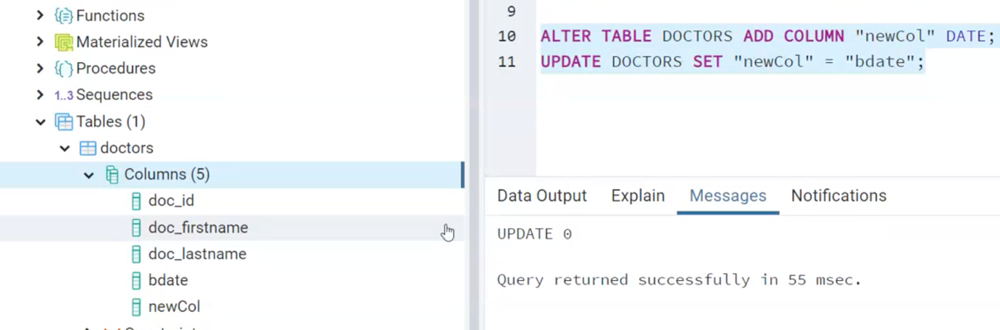 Functions
Materialized Views
Procedures
1..3 Sequences
Tables (1)
doctors
Columns (5)
doc_id
doc_firstname
doc_lastname
bdate
newCol
9
10 ALTER TABLE DOCTORS ADD COLUMN "newCol" DATE;
11 UPDATE DOCTORS SET "newCol" = "bdate";
Data Output Explain Messages Notifications
UPDATE 0
Query returned successfully in 55 msec.